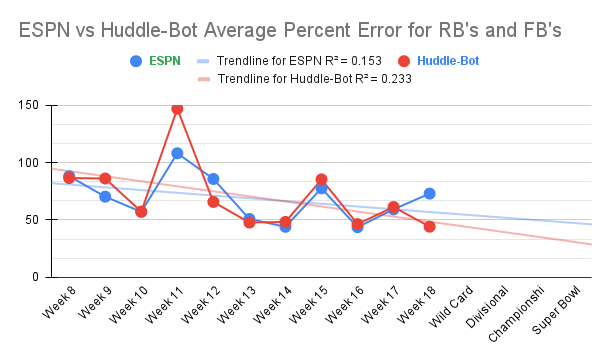 ESPN vs Huddle-Bot Average Percent Error for RB's and FB's
ESPN Trendline for ESPN R² = 0.153 Huddle-Bot
Trendline for Huddle-Bot R² = 0.233
150
100
50
0
Week 8
Week 9
Week 10
Week 11
Week 12
Week 13
Week 14
Week 15
Week 16
Week 17
Week 18
Wild Card
Divisional
Championshi
Super Bowl